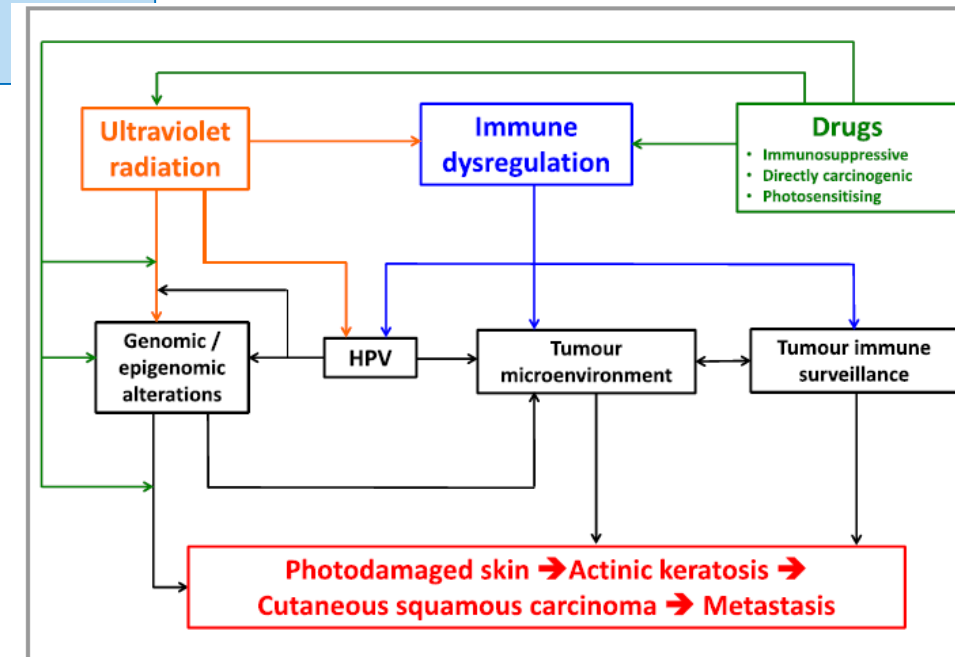 Ultraviolet
radiation
Immune
dysregulation
Drugs
• Immunosuppressive
• Directly carcinogenic
• Photosensitising
Genomic /
epigenomic
alterations
HPV
Tumour
microenvironment
Tumour immune
surveillance
Photodamaged skin ➔ Actinic keratosis ➔
Cutaneous squamous carcinoma ➔ Metastasis